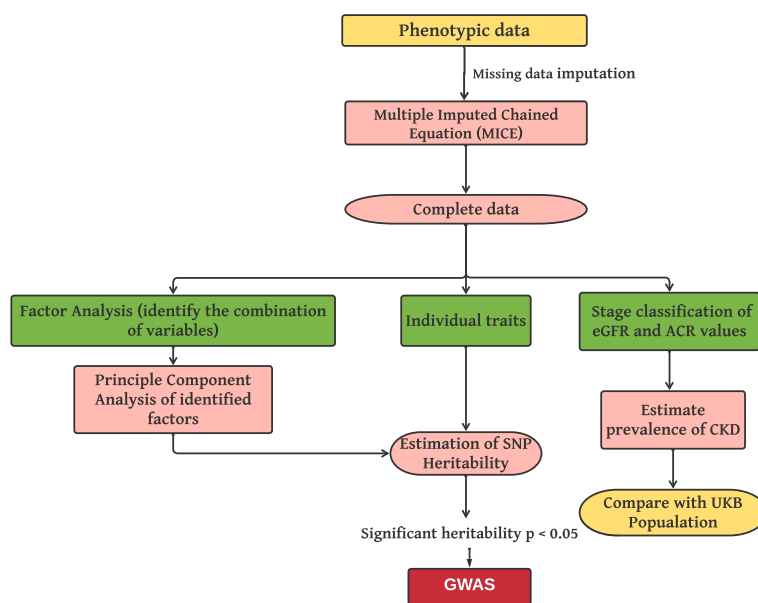 Phenotypic data
Missing data imputation
Multiple Imputed Chained
Equation (MICE)
Complete data
Factor Analysis (identify the combination
of variables)
Individual traits
Stage classification of
eGFR and ACR values
Principle Component
Analysis of identified
factors
Estimate
prevalence of CKD
Estimation of SNP
Heritability
Compare with UKB
Popualation
Significant heritability p < 0.05
GWAS